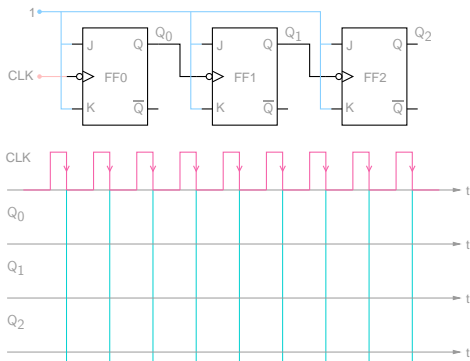 1 Q0 Q1 Q2
J Q J Q J Q
CLK FF0 FF1 FF2
K Q̅ K Q̅ K Q̅
CLK
t
Q0
t
Q1
t
Q2
t